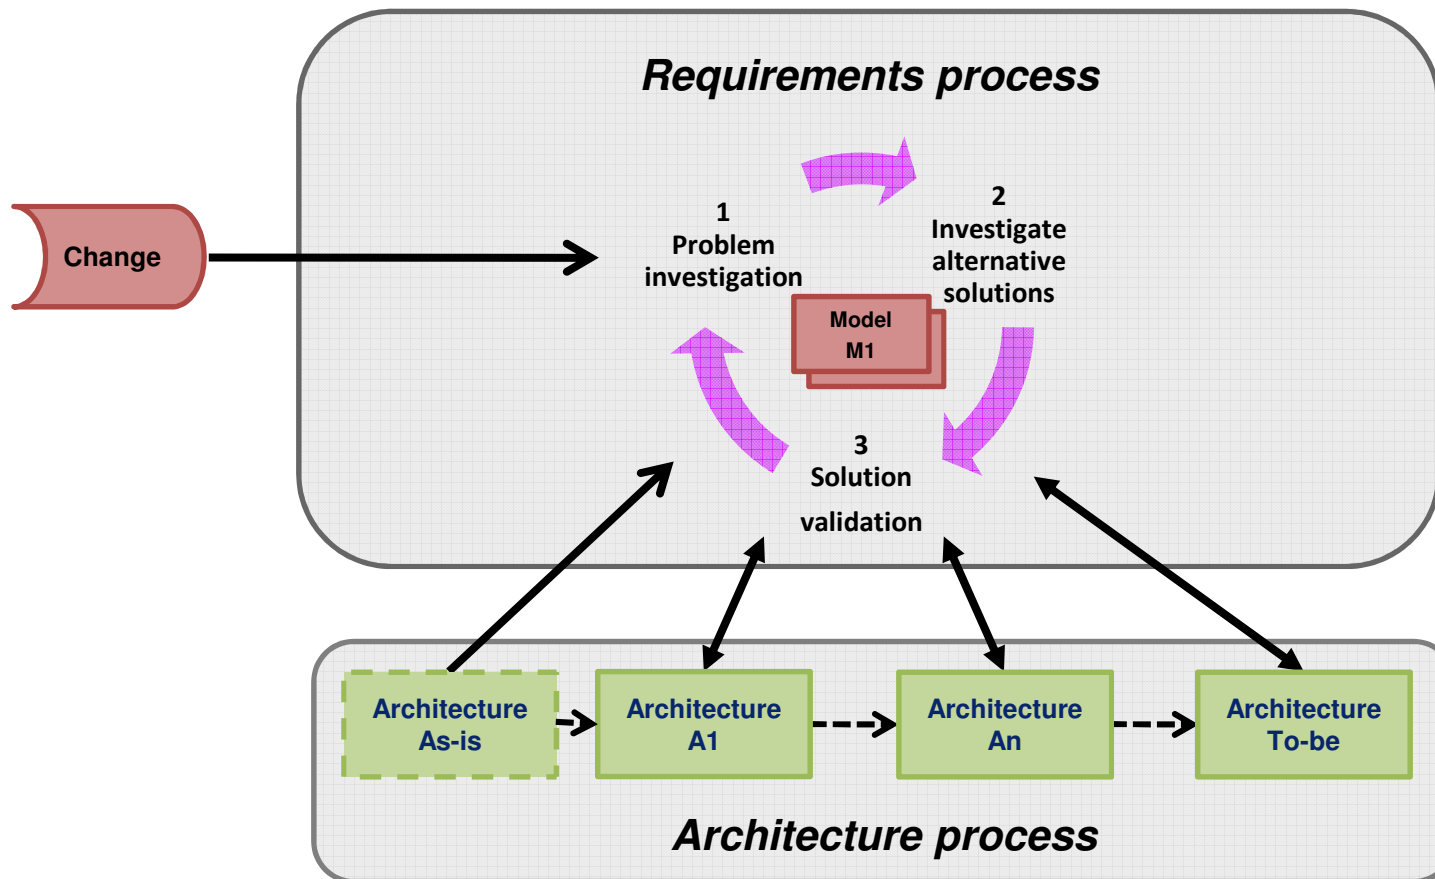 Requirements process
Change
1
Problem
investigation
2
Investigate
alternative
solutions
Model
M1
3
Solution
validation
Architecture
As-is
Architecture
A1
Architecture
An
Architecture
To-be
Architecture process